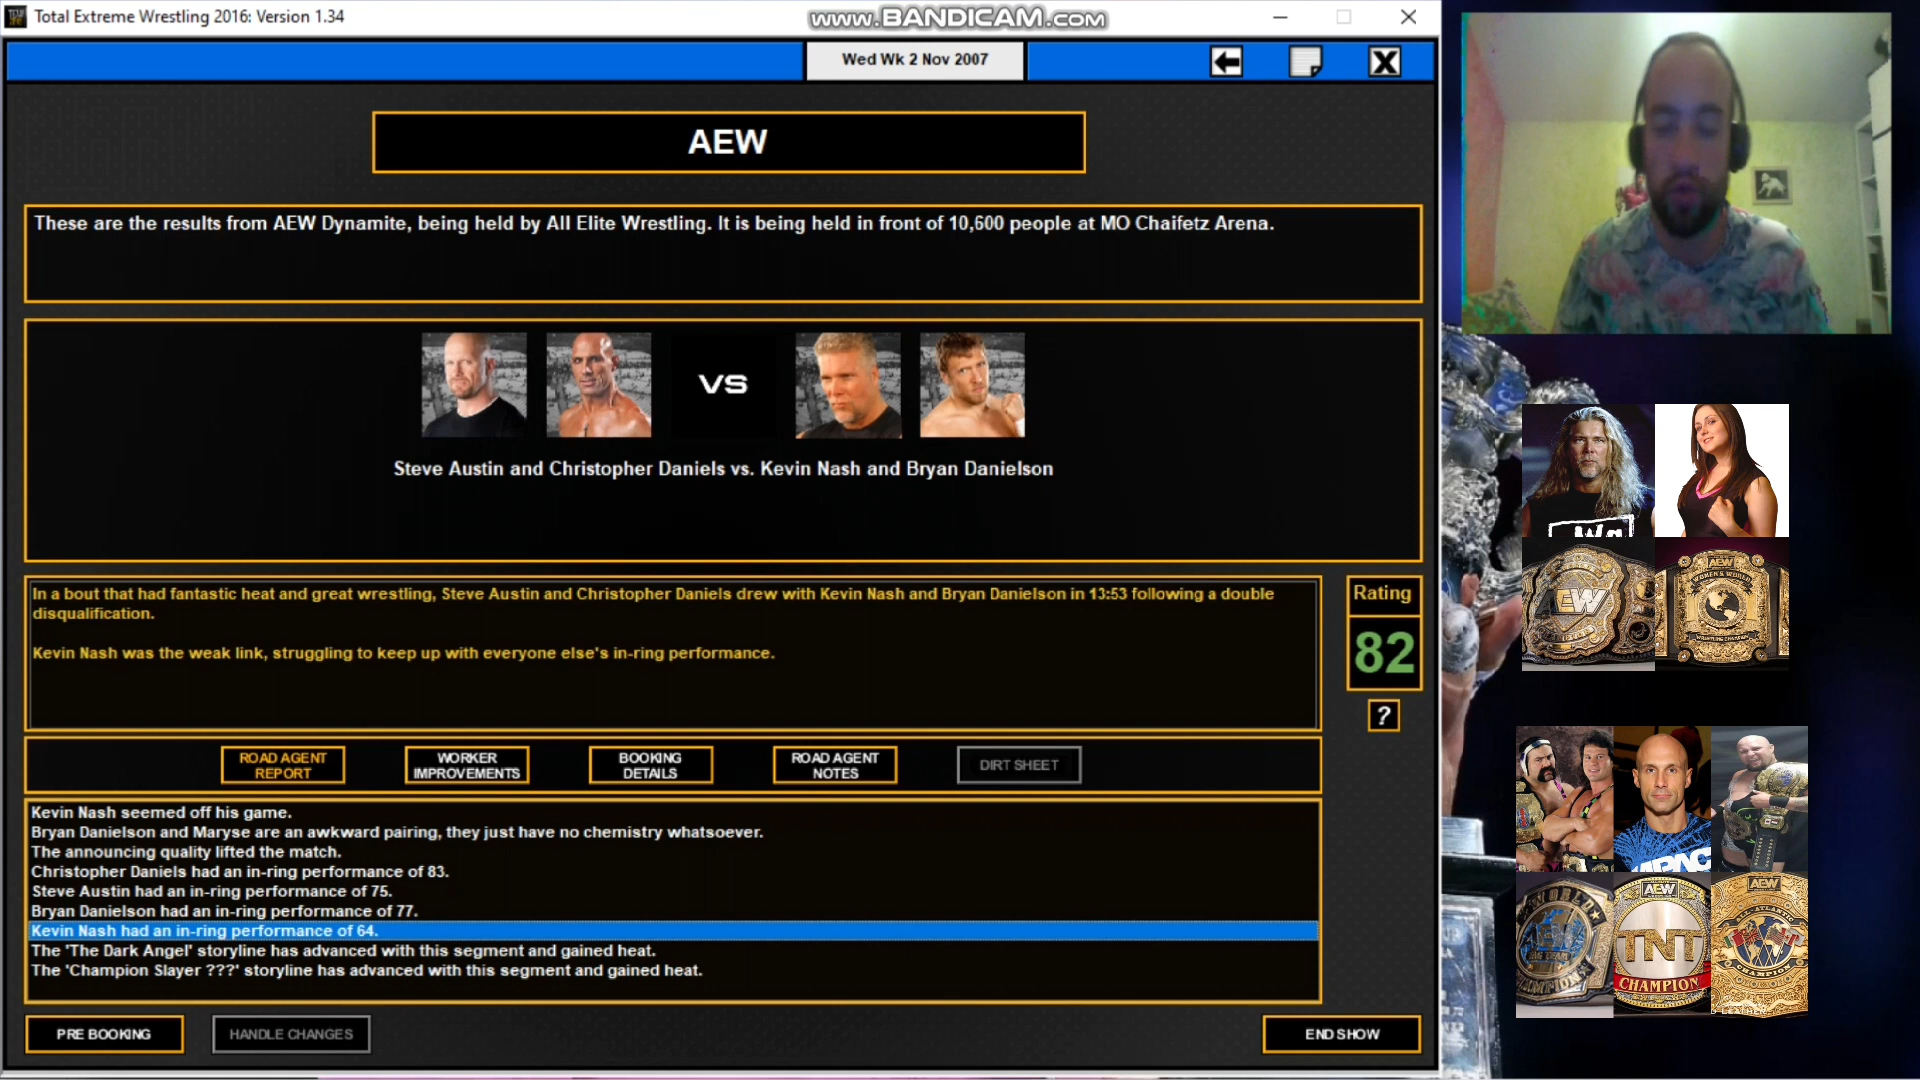 Total Extreme Wrestling 2016: Version 1.34
www.BANDICAM.com
Wed Wk 2 Nov 2007
AEW
These are the results from AEW Dynamite, being held by All Elite Wrestling. It is being held in front of 10,600 people at MO Chaifetz Arena.
VS
Steve Austin and Christopher Daniels vs. Kevin Nash and Bryan Danielson
In a bout that had fantastic heat and great wrestling, Steve Austin and Christopher Daniels drew with Kevin Nash and Bryan Danielson in 13:53 following a double
disqualification.
Kevin Nash was the weak link, struggling to keep up with everyone else's in-ring performance.
Rating
82
?
ROAD AGENT
REPORT
WORKER
IMPROVEMENTS
BOOKING
DETAILS
ROAD AGENT
NOTES
DIRT SHEET
Kevin Nash seemed off his game.
Bryan Danielson and Maryse are an awkward pairing, they just have no chemistry whatsoever.
The announcing quality lifted the match.
Christopher Daniels had an in-ring performance of 83.
Steve Austin had an in-ring performance of 75.
Bryan Danielson had an in-ring performance of 77.
Kevin Nash had an in-ring performance of 64.
The 'The Dark Angel' storyline has advanced with this segment and gained heat.
The 'Champion Slayer ???' storyline has advanced with this segment and gained heat.
PRE BOOKING
HANDLE CHANGES
END SHOW
AEW
AEW
WOMEN'S WORLD
WRESTLING CHAMPION
IMPACT
WORLD
AEW
TNT
CHAMPION
AEW
ALL-ATLANTIC
CHAMPION